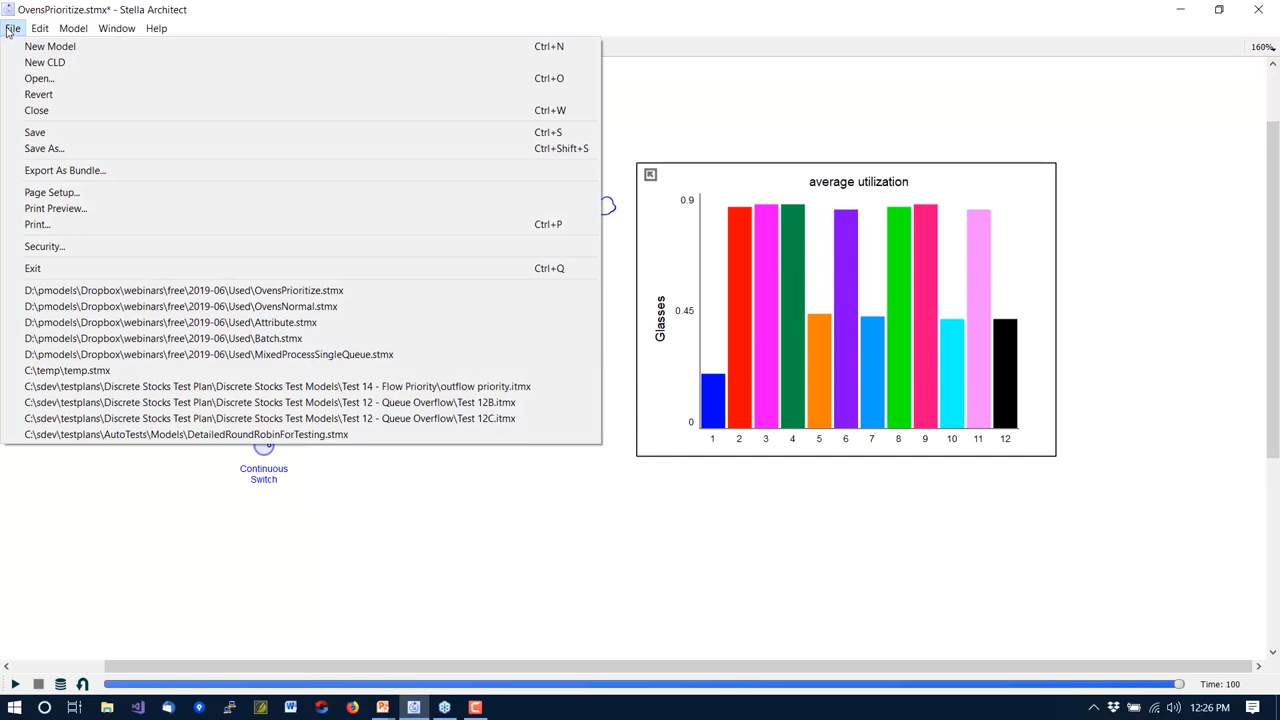 OvensPrioritize.stmx* - Stella Architect
File Edit Model Window Help
160%
New Model Ctrl+N
New CLD
Open... Ctrl+O
Revert
Close Ctrl+W
Save Ctrl+S
Save As... Ctrl+Shift+S
Export As Bundle...
Page Setup...
Print Preview...
Print... Ctrl+P
Security...
Exit Ctrl+Q
D:\pmodels\Dropbox\webinars\free\2019-06\Used\OvensPrioritize.stmx
D:\pmodels\Dropbox\webinars\free\2019-06\Used\OvensNormal.stmx
D:\pmodels\Dropbox\webinars\free\2019-06\Used\Attribute.stmx
D:\pmodels\Dropbox\webinars\free\2019-06\Used\Batch.stmx
D:\pmodels\Dropbox\webinars\free\2019-06\Used\MixedProcessSingleQueue.stmx
C:\temp\temp.stmx
C:\sdev\testplans\Discrete Stocks Test Plan\Discrete Stocks Test Models\Test 14 - Flow Priority\outflow priority.itmx
C:\sdev\testplans\Discrete Stocks Test Plan\Discrete Stocks Test Models\Test 12 - Queue Overflow\Test 12B.itmx
C:\sdev\testplans\Discrete Stocks Test Plan\Discrete Stocks Test Models\Test 12 - Queue Overflow\Test 12C.itmx
C:\sdev\testplans\AutoTests\Models\DetailedRoundRobinForTesting.stmx
Continuous
Switch
average utilization
0.9
0.45
0
Glasses
1 2 3 4 5 6 7 8 9 10 11 12
Time: 100
12:26 PM